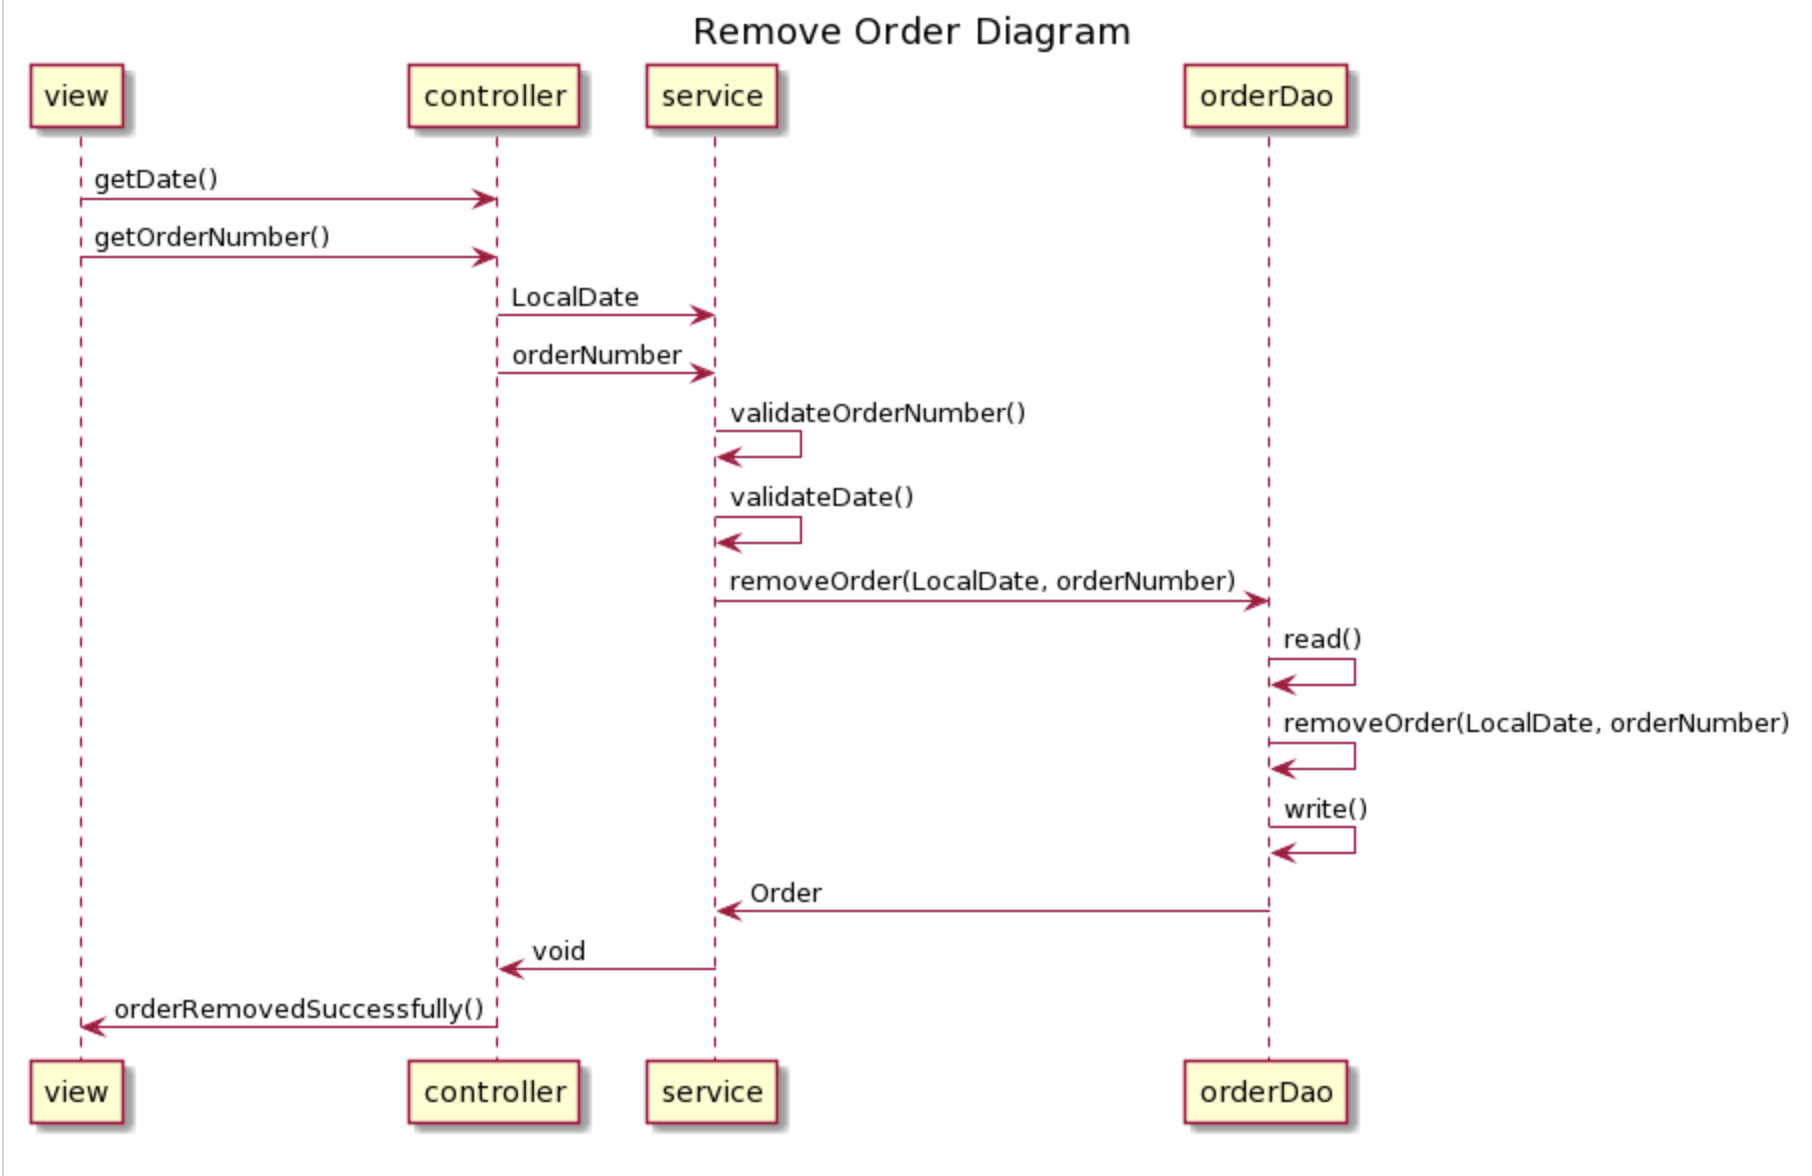 Remove Order Diagram
view
controller
service
orderDao
getDate()
getOrderNumber()
LocalDate
orderNumber
validateOrderNumber()
validateDate()
removeOrder(LocalDate, orderNumber)
read()
removeOrder(LocalDate, orderNumber)
write()
Order
void
orderRemovedSuccessfully()
view
controller
service
orderDao